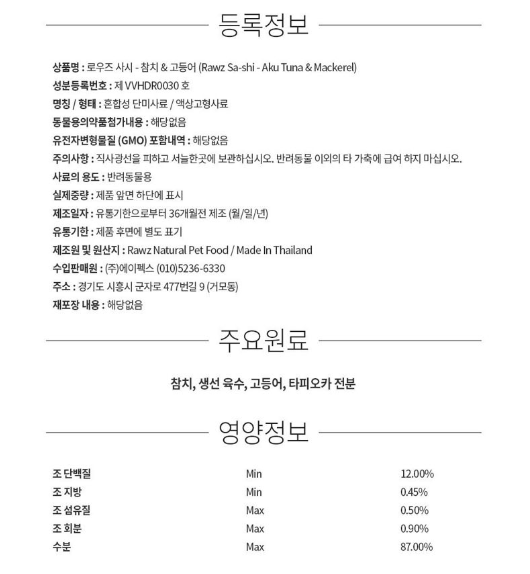 등록정보
상품명 : 로우즈 사시 - 참치 & 고등어 (Rawz Sa-shi - Aku Tuna & Mackerel)
성분등록번호 : 제 VVHDR0030 호
명칭 / 형태 : 혼합성 단미사료 / 액상고형사료
동물용의약품첨가내용 : 해당없음
유전자변형물질 (GMO) 포함내역 : 해당없음
주의사항 : 직사광선을 피하고 서늘한곳에 보관하십시오. 반려동물 이외의 타 가축에 급여 하지 마십시오.
사료의 용도 : 반려동물용
실제중량 : 제품 앞면 하단에 표시
제조일자 : 유통기한으로부터 36개월전 제조 (월/일/년)
유통기한 : 제품 후면에 별도 표기
제조원 및 원산지 : Rawz Natural Pet Food / Made In Thailand
수입판매원 : (주)에이펙스 (010)5236-6330
주소 : 경기도 시흥시 군자로 477번길 9 (거모동)
재포장 내용 : 해당없음
주요원료
참치, 생선 육수, 고등어, 타피오카 전분
영양정보
조 단백질 Min 12.00%
조 지방 Min 0.45%
조 섬유질 Max 0.50%
조 회분 Max 0.90%
수분 Max 87.00%